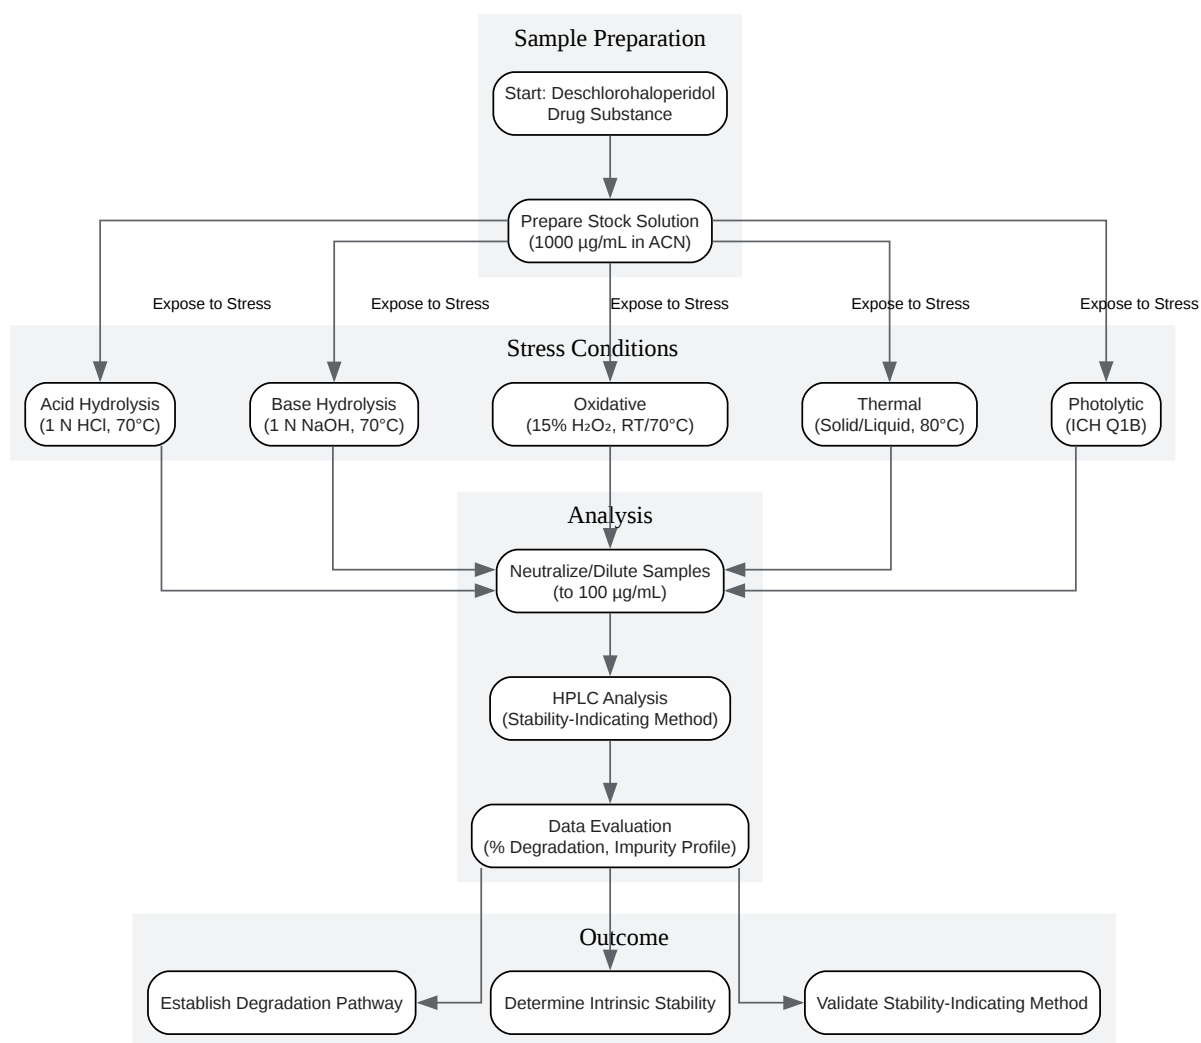 Sample Preparation
Start: Deschlorohaloperidol
Drug Substance
Prepare Stock Solution
(1000 µg/mL in ACN)
Expose to Stress
Expose to Stress
Expose to Stress
Expose to Stress
Expose to Stress
Stress Conditions
Acid Hydrolysis
(1 N HCl, 70°C)
Base Hydrolysis
(1 N NaOH, 70°C)
Oxidative
(15% H₂O₂, RT/70°C)
Thermal
(Solid/Liquid, 80°C)
Photolytic
(ICH Q1B)
Analysis
Neutralize/Dilute Samples
(to 100 µg/mL)
HPLC Analysis
(Stability-Indicating Method)
Data Evaluation
(% Degradation, Impurity Profile)
Outcome
Establish Degradation Pathway
Determine Intrinsic Stability
Validate Stability-Indicating Method